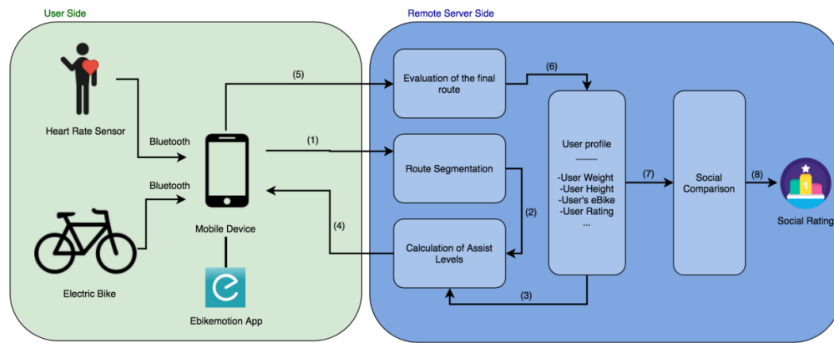 User Side
Remote Server Side
Heart Rate Sensor
Bluetooth
Bluetooth
Electric Bike
Mobile Device
Ebikemotion App
(5)
(1)
(4)
Evaluation of the final
route
Route Segmentation
(2)
Calculation of Assist
Levels
(6)
(3)
User profile
-User Weight
-User Height
-User's eBike
-User Rating
...
(7)
Social
Comparison
(8)
1
Social Rating